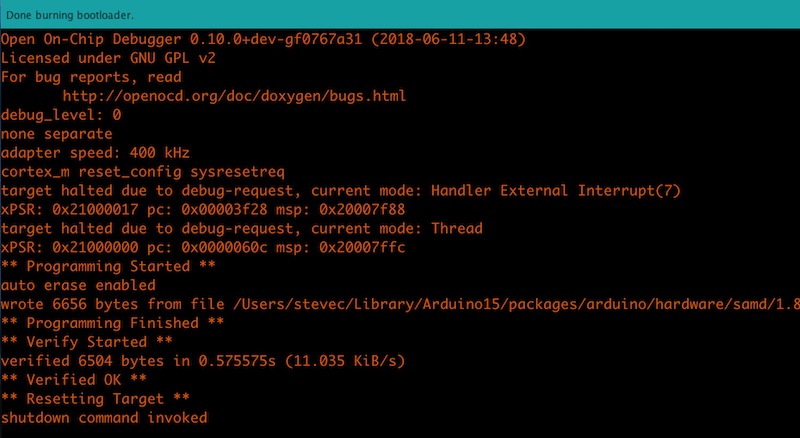 Done burning bootloader.
Open On-Chip Debugger 0.10.0+dev-gf0767a31 (2018-06-11-13:48)
Licensed under GNU GPL v2
For bug reports, read
http://openocd.org/doc/doxygen/bugs.html
debug_level: 0
none separate
adapter speed: 400 kHz
cortex_m reset_config sysresetreq
target halted due to debug-request, current mode: Handler External Interrupt(7)
xPSR: 0x21000017 pc: 0x00003f28 msp: 0x20007f88
target halted due to debug-request, current mode: Thread
xPSR: 0x21000000 pc: 0x0000060c msp: 0x20007ffc
** Programming Started **
auto erase enabled
wrote 6656 bytes from file /Users/stevec/Library/Arduino15/packages/arduino/hardware/samd/1.8
** Programming Finished **
** Verify Started **
verified 6504 bytes in 0.575575s (11.035 KiB/s)
** Verified OK **
** Resetting Target **
shutdown command invoked